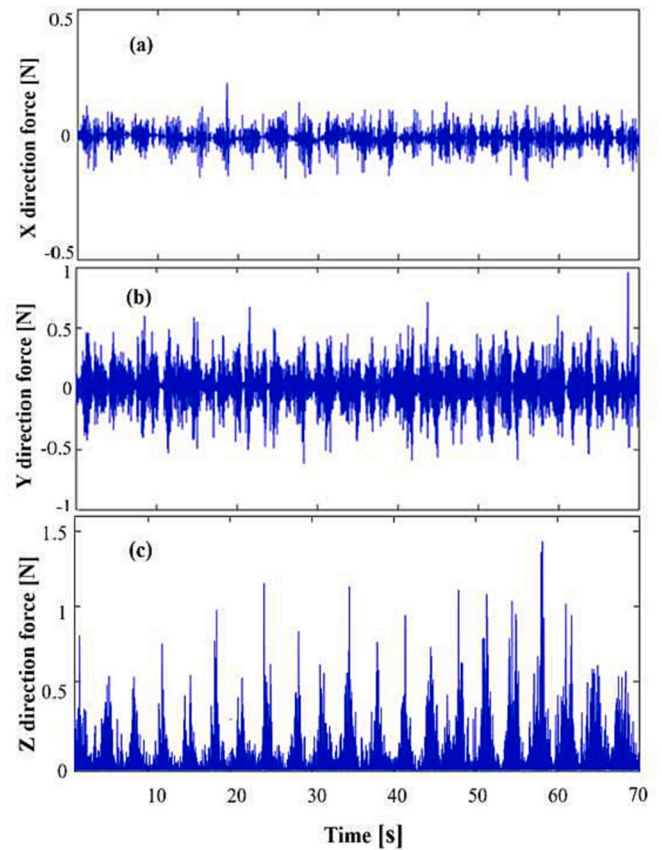 0.5
(a)
X direction force [N]
0
-0.5
1
(b)
0.5
Y direction force [N]
0
-0.5
-1
1.5
(c)
Z direction force [N]
1
0.5
0
10 20 30 40 50 60 70
Time [s]